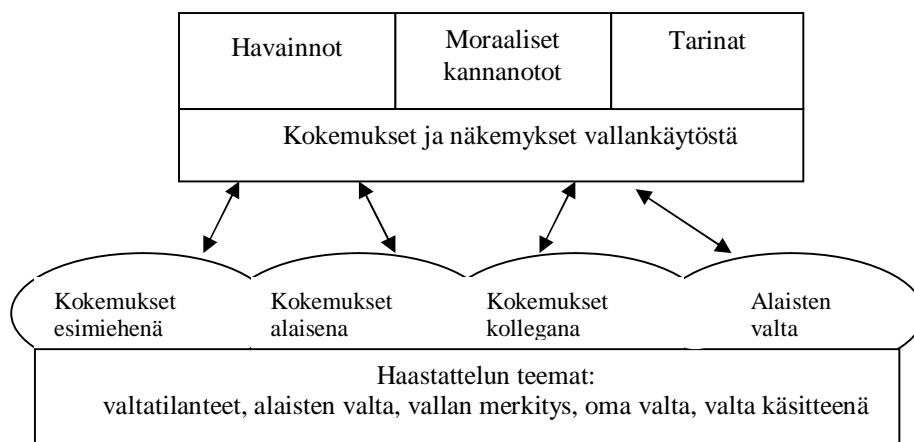 Havainnot
Moraaliset
kannanotot
Tarinat
Kokemukset ja näkemykset vallankäytöstä
Kokemukset
esimiehenä
Kokemukset
alaisena
Kokemukset
kollegana
Alaisten
valta
Haastattelun teemat:
valtatilanteet, alaisten valta, vallan merkitys, oma valta, valta käsitteenä